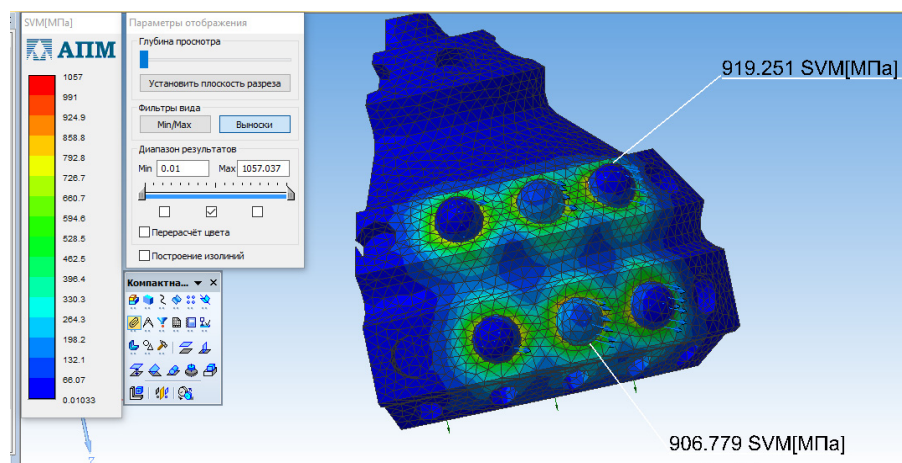 SVM[МПа]
АПМ
1057
991
924.9
858.8
792.8
726.7
660.7
594.6
528.5
462.5
396.4
330.3
264.3
198.2
132.1
66.07
0.01033
Параметры отображения
Глубина просмотра
Установить плоскость разреза
Фильтры вида
Min/Max
Выноски
Диапазон результатов
Min 0.01 Max 1057.037
Перерасчёт цвета
Построение изолиний
Компактна...
919.251 SVM[МПа]
906.779 SVM[МПа]
Z